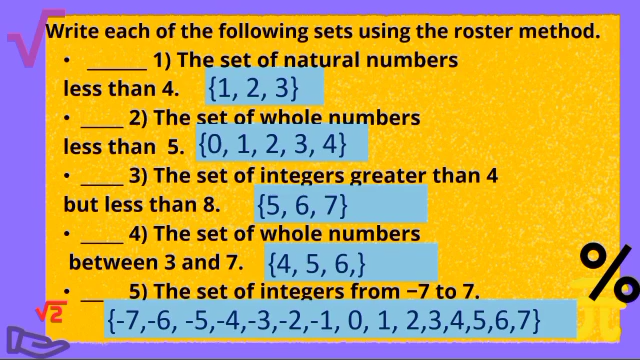 Write each of the following sets using the roster method.
• ______ 1) The set of natural numbers
less than 4. {1, 2, 3}
• ____ 2) The set of whole numbers
less than 5. {0, 1, 2, 3, 4}
• ____ 3) The set of integers greater than 4
but less than 8. {5, 6, 7}
• ____ 4) The set of whole numbers
between 3 and 7. {4, 5, 6,}
• ____ 5) The set of integers from −7 to 7.
{-7,-6, -5,-4,-3,-2,-1, 0, 1, 2,3,4,5,6,7}
√
%
π
√2